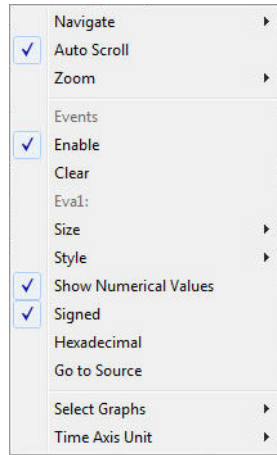 Navigate
Auto Scroll
Zoom
Events
Enable
Clear
Eva1:
Size
Style
Show Numerical Values
Signed
Hexadecimal
Go to Source
Select Graphs
Time Axis Unit